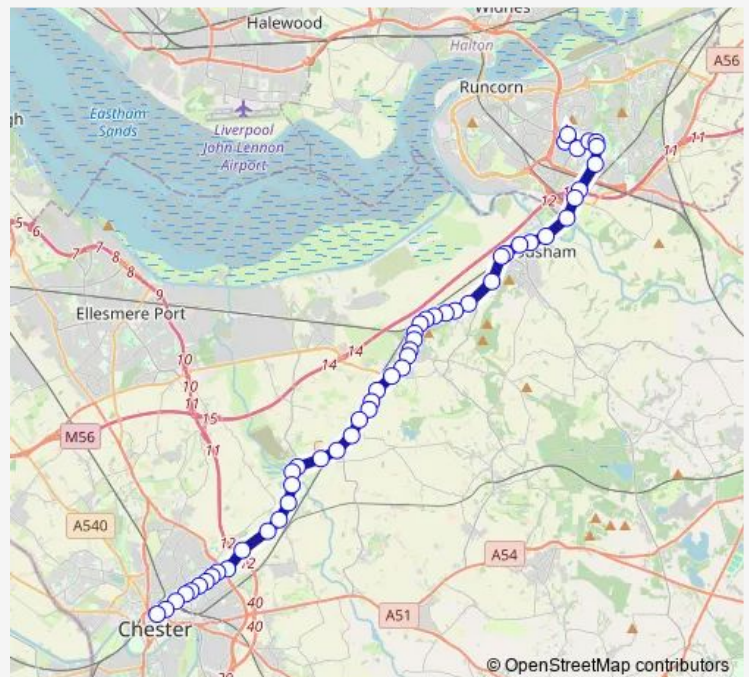 Halewood
Widnes
Halton
A56
Runcorn
Eastham
Sands
Liverpool
John Lennon
Airport
11
11
12
5
6
7
8
8
7
9
Ellesmere Port
10
14
14
10
11
15
M56
11
A540
12
12
A54
40
A51
Chester
40
© OpenStreetMap contributors